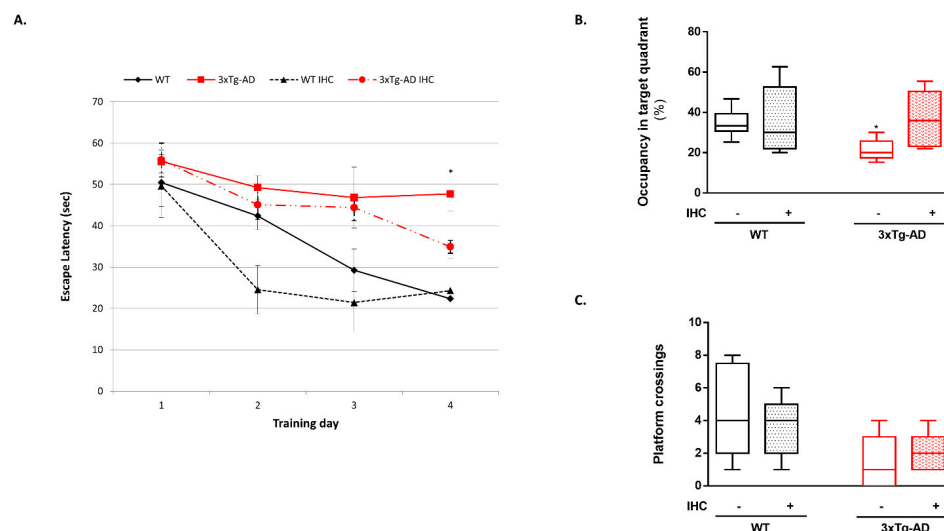 A.
WT 3xTg-AD WT IHC 3xTg-AD IHC
70
60
50
40
30
20
10
0
Escape Latency (sec)
*
1 2 3 4
Training day
B.
Occupancy in target quadrant
(%)
80
60
40
20
0
*
IHC - + - +
WT 3xTg-AD
C.
Platform crossings
10
8
6
4
2
0
IHC - + - +
WT 3xTg-AD